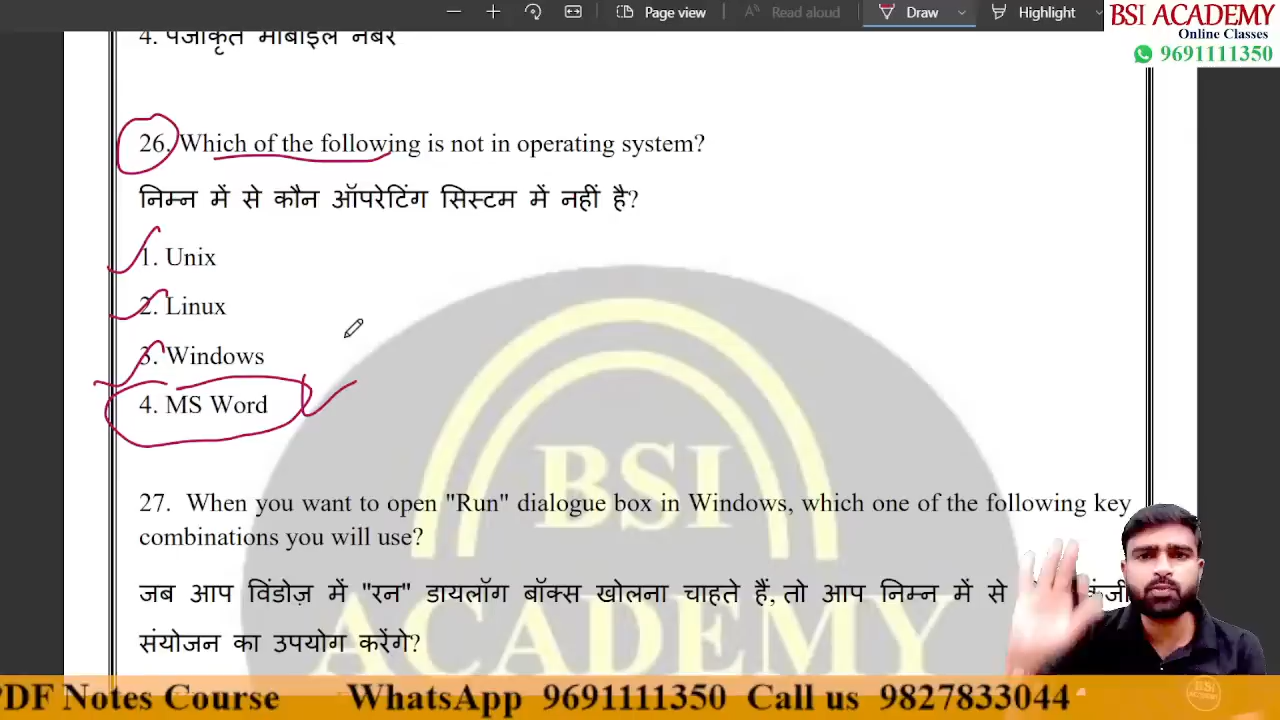 Page view
Read aloud
Draw
Highlight
BSI ACADEMY
Online Classes
9691111350
4. पंजीकृत मोबाइल नंबर
26. Which of the following is not in operating system?
निम्न में से कौन ऑपरेटिंग सिस्टम में नहीं है?
1. Unix
2. Linux
3. Windows
4. MS Word
27. When you want to open "Run" dialogue box in Windows, which one of the following key
combinations you will use?
जब आप विंडोज़ में "रन" डायलॉग बॉक्स खोलना चाहते हैं, तो आप निम्न में से
संयोजन का उपयोग करेंगे?
BSI
ACADEMY
PDF Notes Course WhatsApp 9691111350 Call us 9827833044
BSI